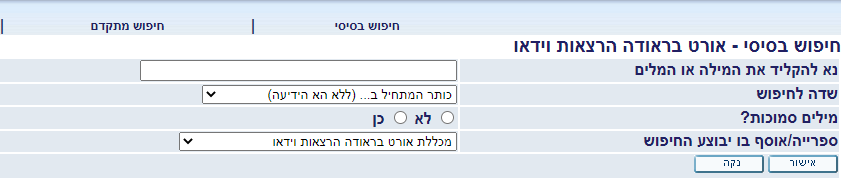 חיפוש בסיסי | חיפוש מתקדם |
חיפוש בסיסי - אורט בראודה הרצאות וידאו
נא להקליד את המילה או המלים
שדה לחיפוש כותר המתחיל ב... (ללא הא הידיעה)
מילים סמוכות? לא כן
ספרייה/אוסף בו יבוצע החיפוש מכללת אורט בראודה הרצאות וידאו
אישור נקה